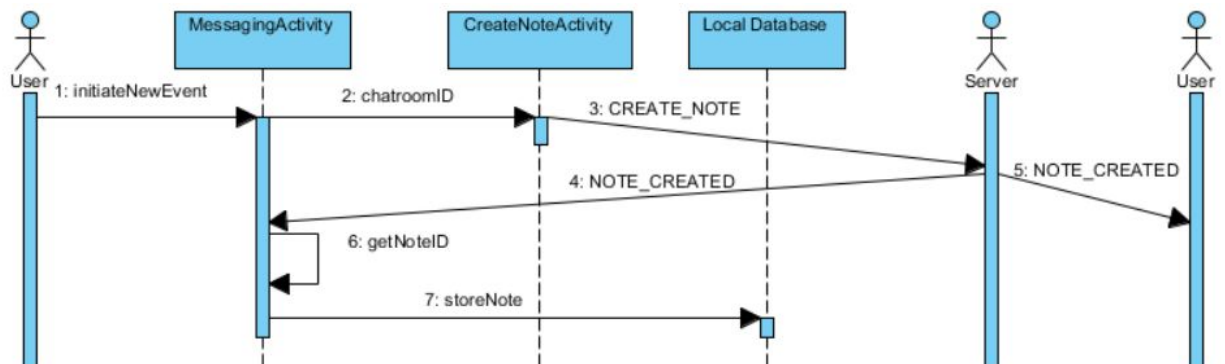 MessagingActivity
CreateNoteActivity
Local Database
User
Server
User
1: initiateNewEvent
2: chatroomID
3: CREATE_NOTE
4: NOTE_CREATED
5: NOTE_CREATED
6: getNoteID
7: storeNote